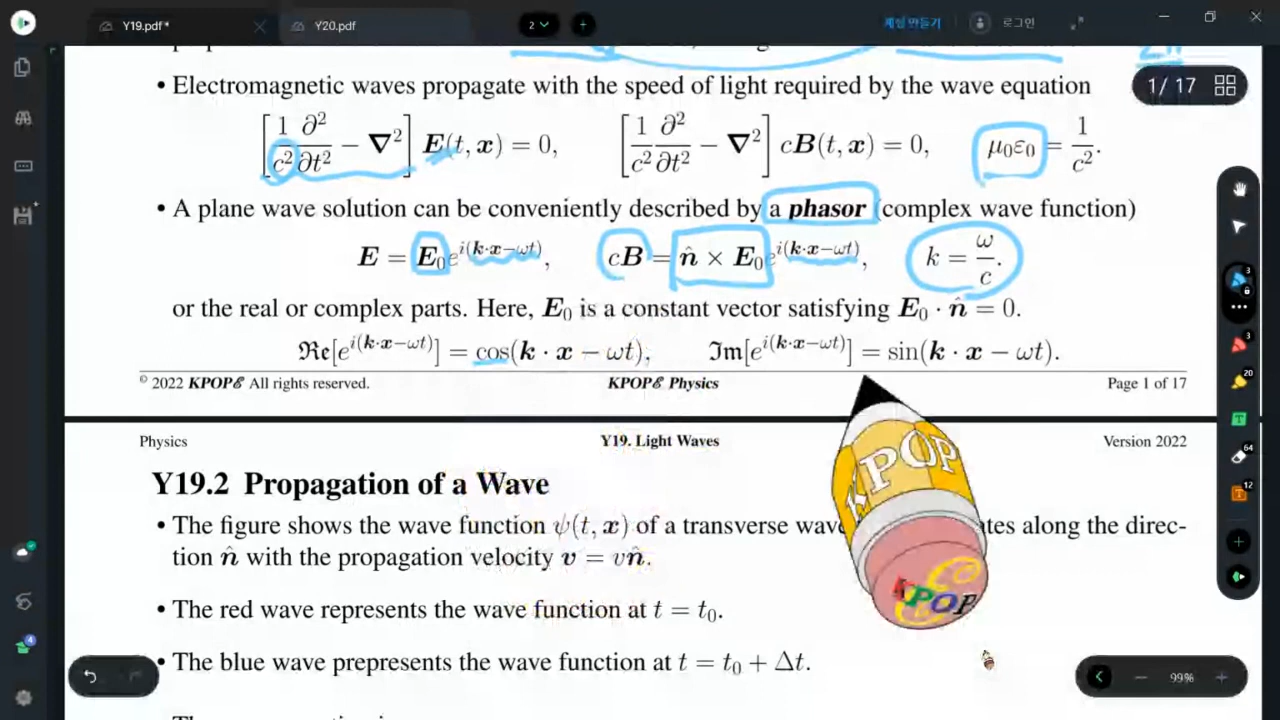 Y19.pdf*
Y20.pdf
2
로그인
1 / 17
• Electromagnetic waves propagate with the speed of light required by the wave equation
[1/c² ∂²/∂t² − ∇²] E(t, x) = 0, [1/c² ∂²/∂t² − ∇²] cB(t, x) = 0, μ₀ε₀ = 1/c².
• A plane wave solution can be conveniently described by a phasor (complex wave function)
E = E₀e^{i(k·x−ωt)}, cB = n̂ × E₀e^{i(k·x−ωt)}, k = ω/c.
or the real or complex parts. Here, E₀ is a constant vector satisfying E₀ · n̂ = 0.
ℜe[e^{i(k·x−ωt)}] = cos(k · x − ωt), ℑm[e^{i(k·x−ωt)}] = sin(k · x − ωt).
© 2022 KPOPE All rights reserved. KPOPE Physics Page 1 of 17
Physics Y19. Light Waves Version 2022
Y19.2 Propagation of a Wave
• The figure shows the wave function ψ(t, x) of a transverse wave along the direc-
tion n̂ with the propagation velocity v = vn̂.
• The red wave represents the wave function at t = t₀.
• The blue wave prepresents the wave function at t = t₀ + Δt.
KPOP
KPOP
99%